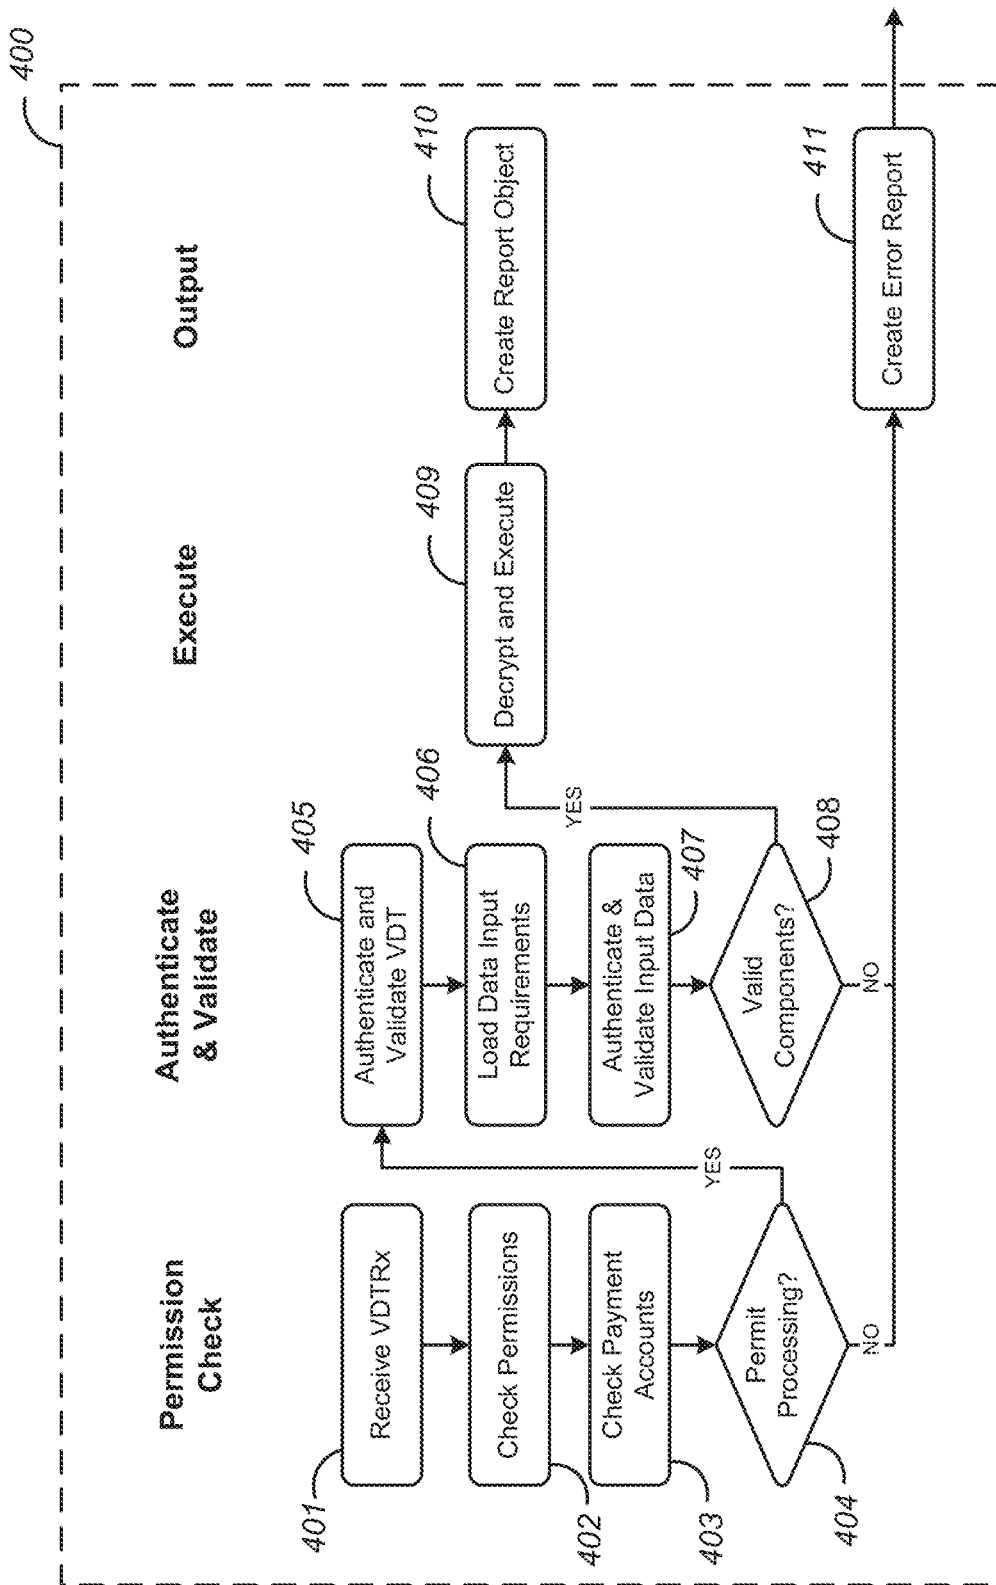 400
Permission
Check
Authenticate
& Validate
Execute
Output
401
Receive VDTRx
402
Check Permissions
403
Check Payment
Accounts
404
Permit
Processing?
YES
NO
405
Authenticate and
Validate VDT
406
Load Data Input
Requirements
407
Authenticate &
Validate Input Data
408
Valid
Components?
YES
NO
409
Decrypt and Execute
410
Create Report Object
411
Create Error Report